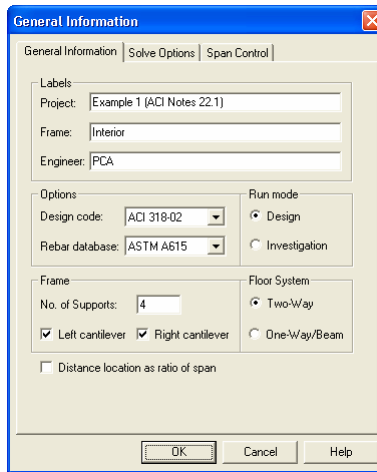 General Information
General Information Solve Options Span Control
Labels
Project: Example 1 (ACI Notes 22.1)
Frame: Interior
Engineer: PCA
Options Run mode
Design code: ACI 318-02 Design
Rebar database: ASTM A615 Investigation
Frame Floor System
No. of Supports: 4 Two-Way
Left cantilever Right cantilever One-Way/Beam
Distance location as ratio of span
OK Cancel Help